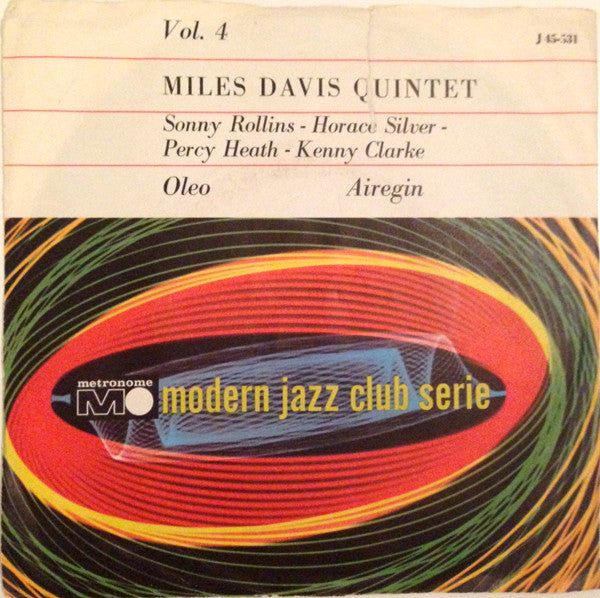 Vol. 4
J 45-531
MILES DAVIS QUINTET
Sonny Rollins - Horace Silver -
Percy Heath - Kenny Clarke
Oleo Airegin
metronome
M
modern jazz club serie